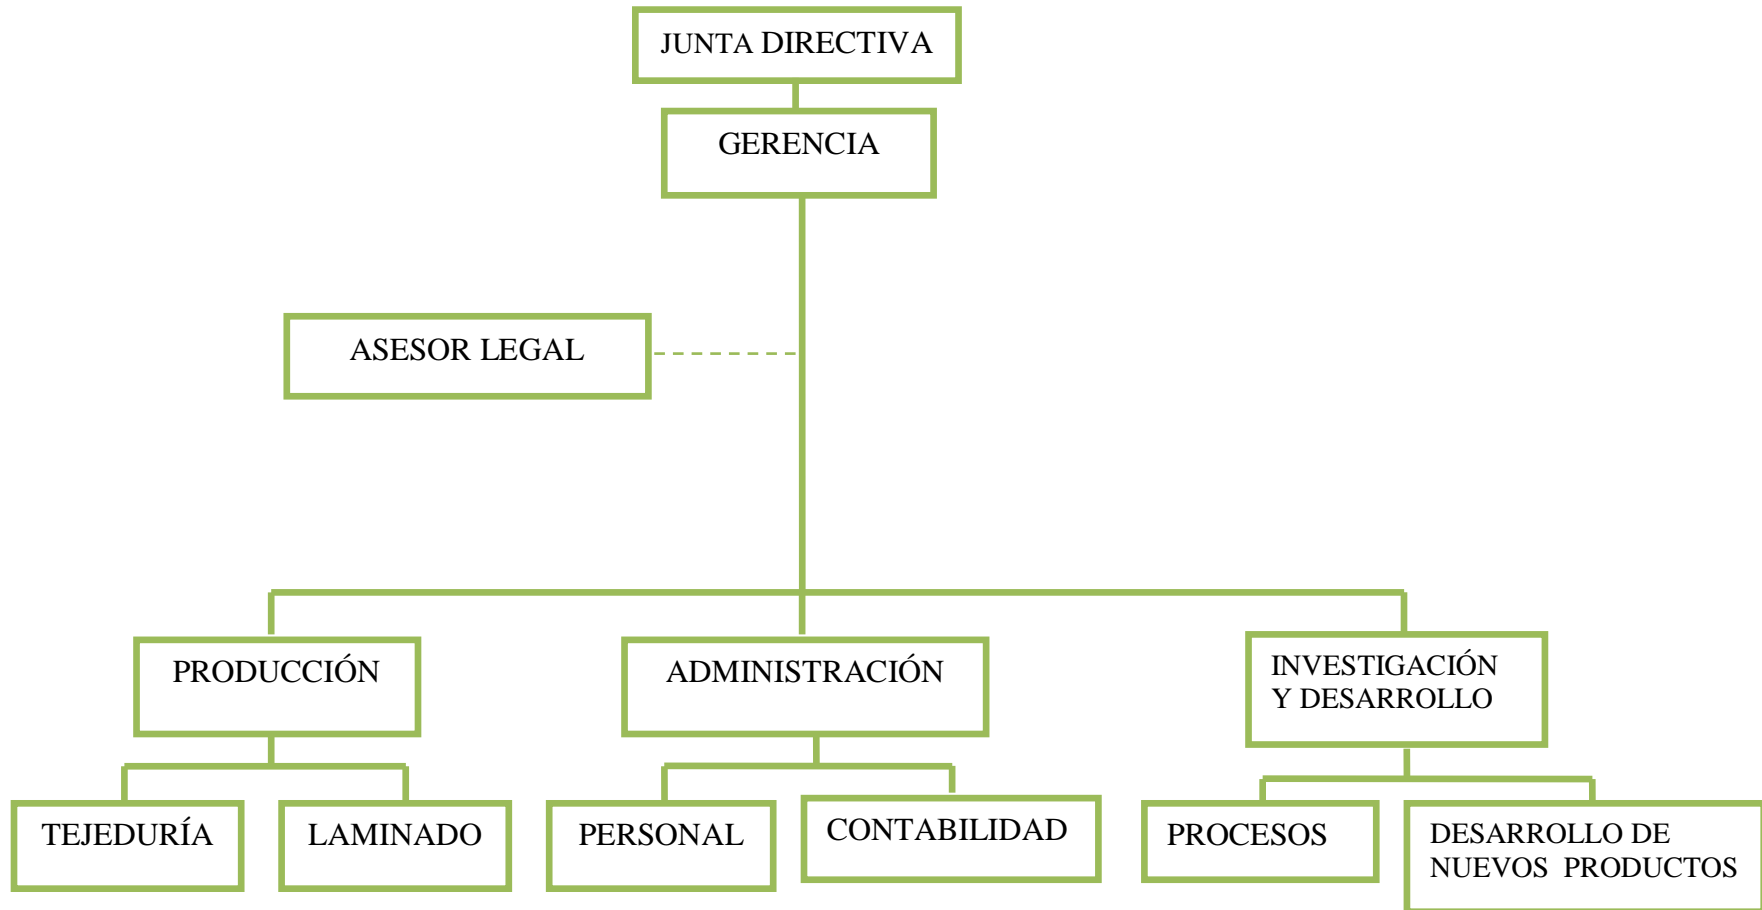 JUNTA DIRECTIVA
GERENCIA
ASESOR LEGAL
PRODUCCIÓN
ADMINISTRACIÓN
INVESTIGACIÓN
Y DESARROLLO
TEJEDURÍA
LAMINADO
PERSONAL
CONTABILIDAD
PROCESOS
DESARROLLO DE
NUEVOS PRODUCTOS